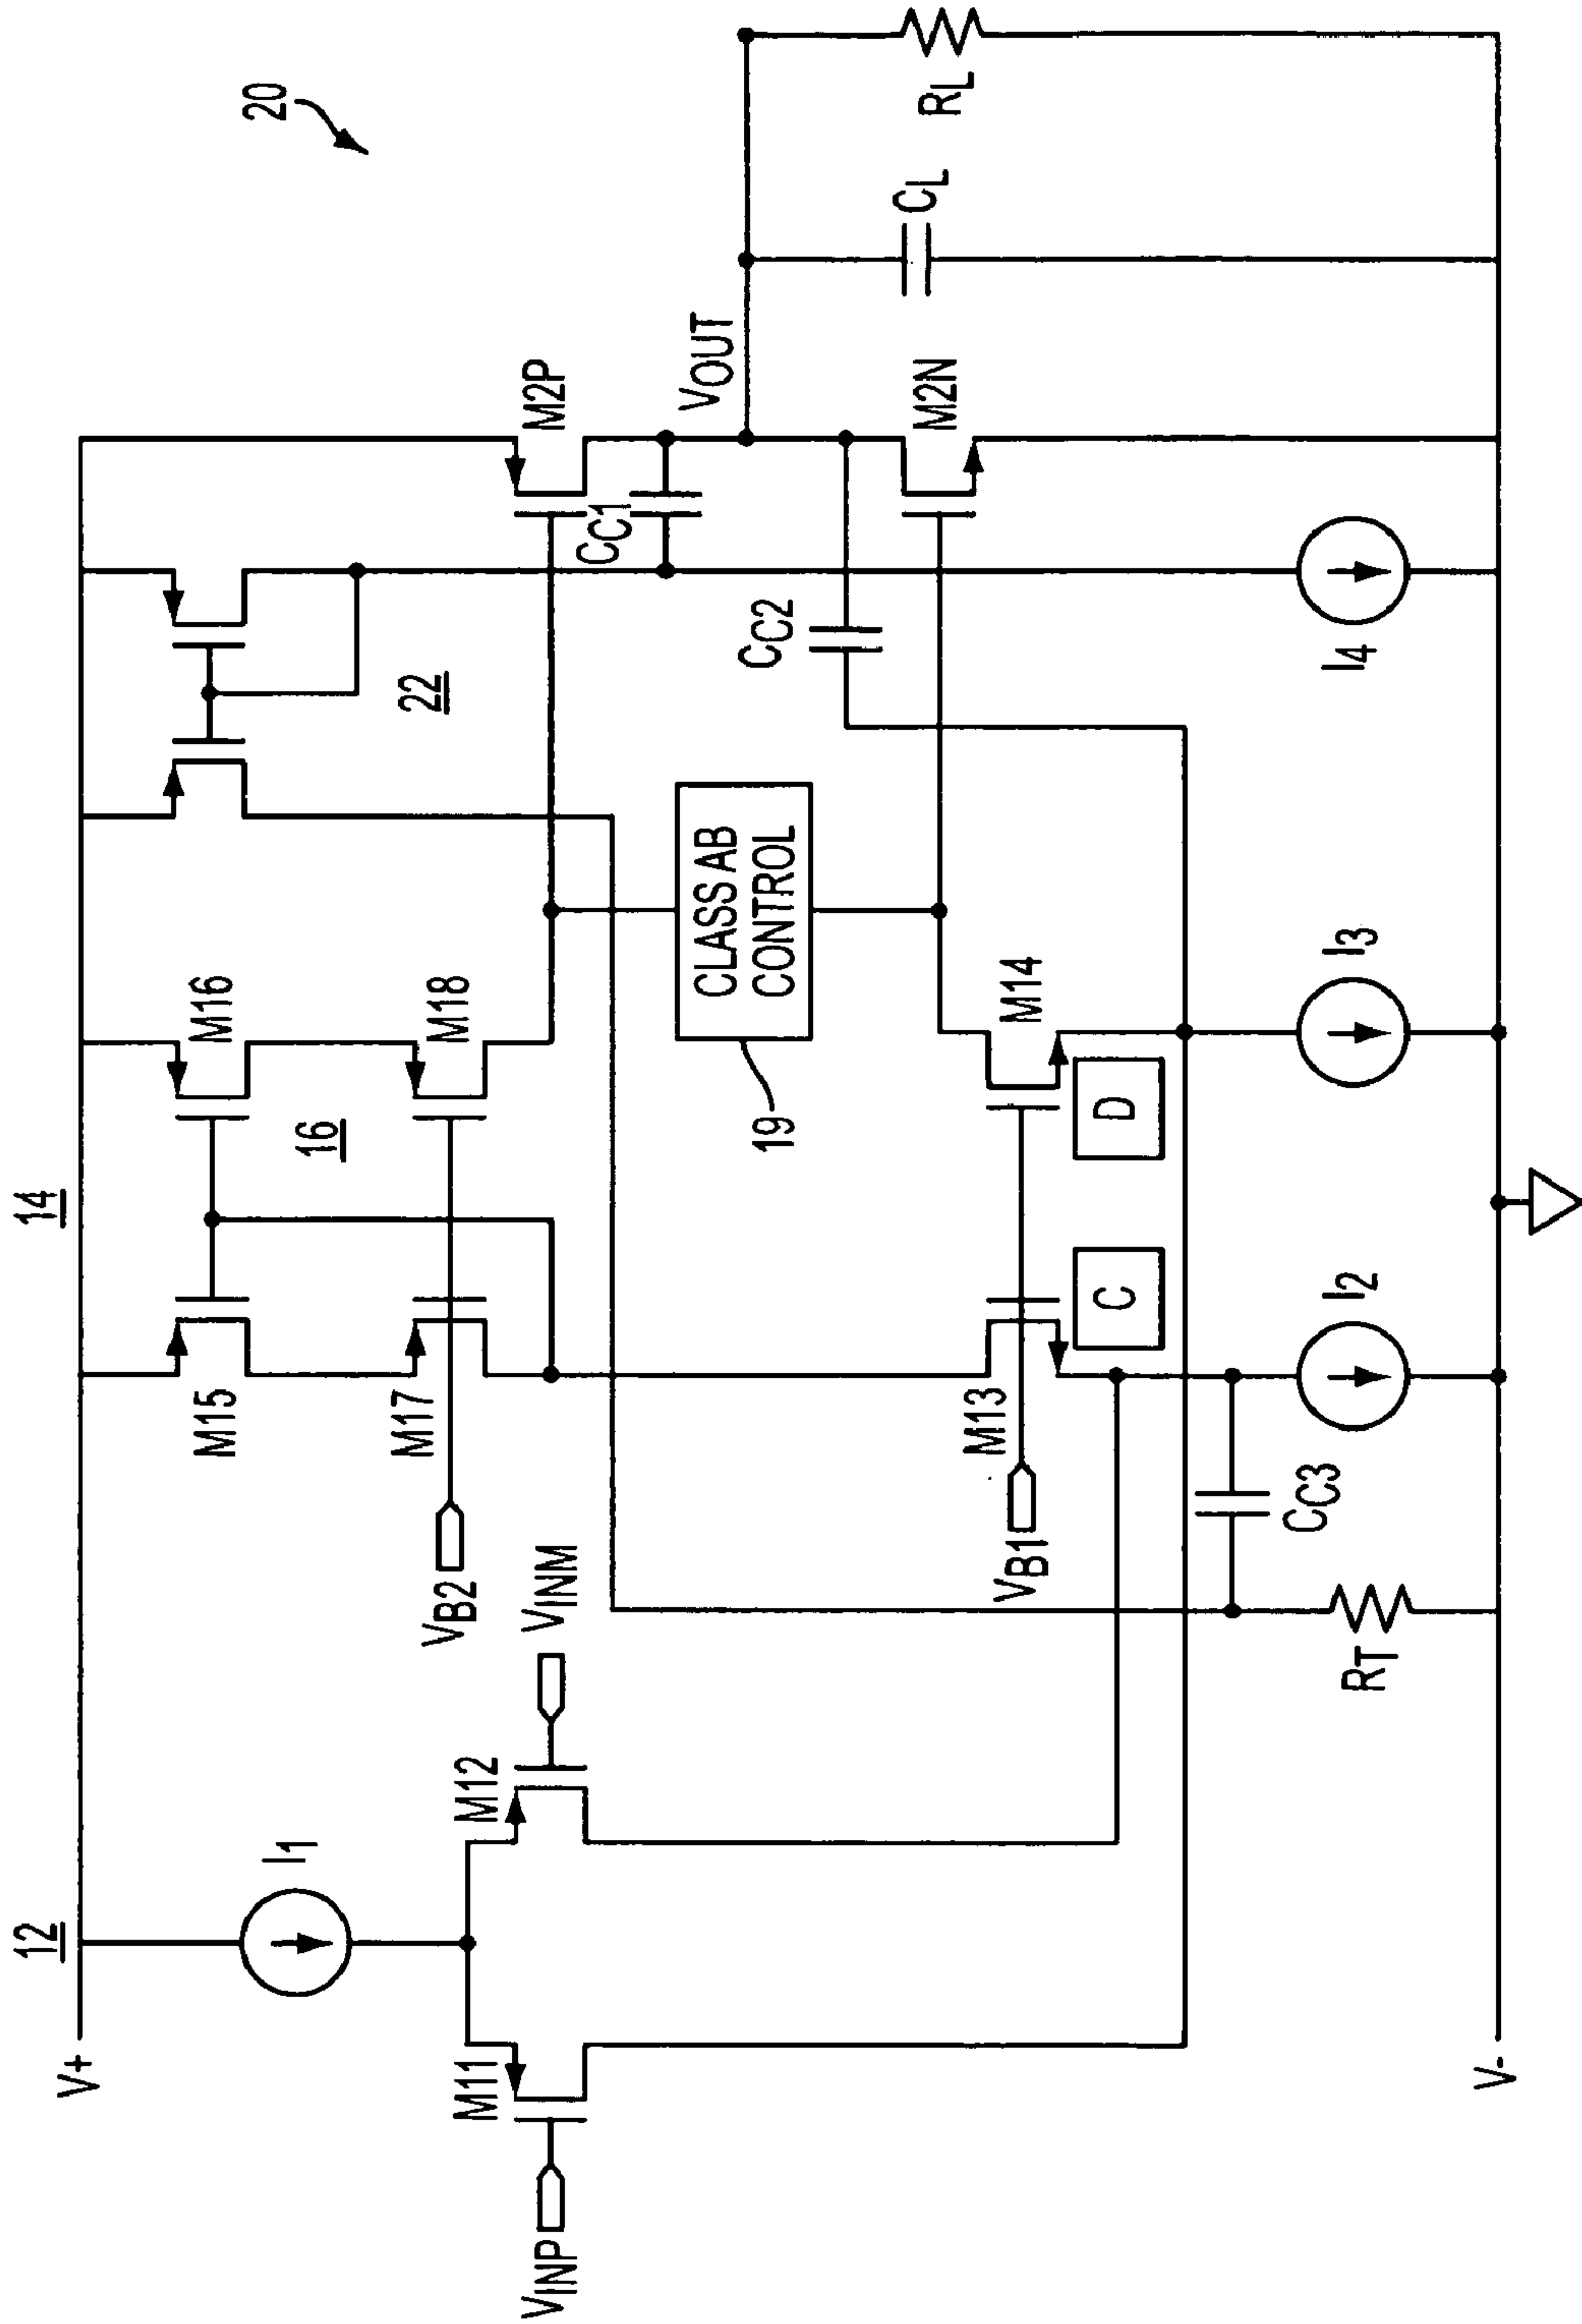 20
12
14
V+
I1
M15
M16
16
22
M17
M18
VB2
VINM
VINP
M11
M12
M2P
CC1
VOUT
CLASS AB
CONTROL
19
CC2
M2N
CL
RL
M13
M14
VB1
C
D
CC3
RT
I2
I3
I4
V-